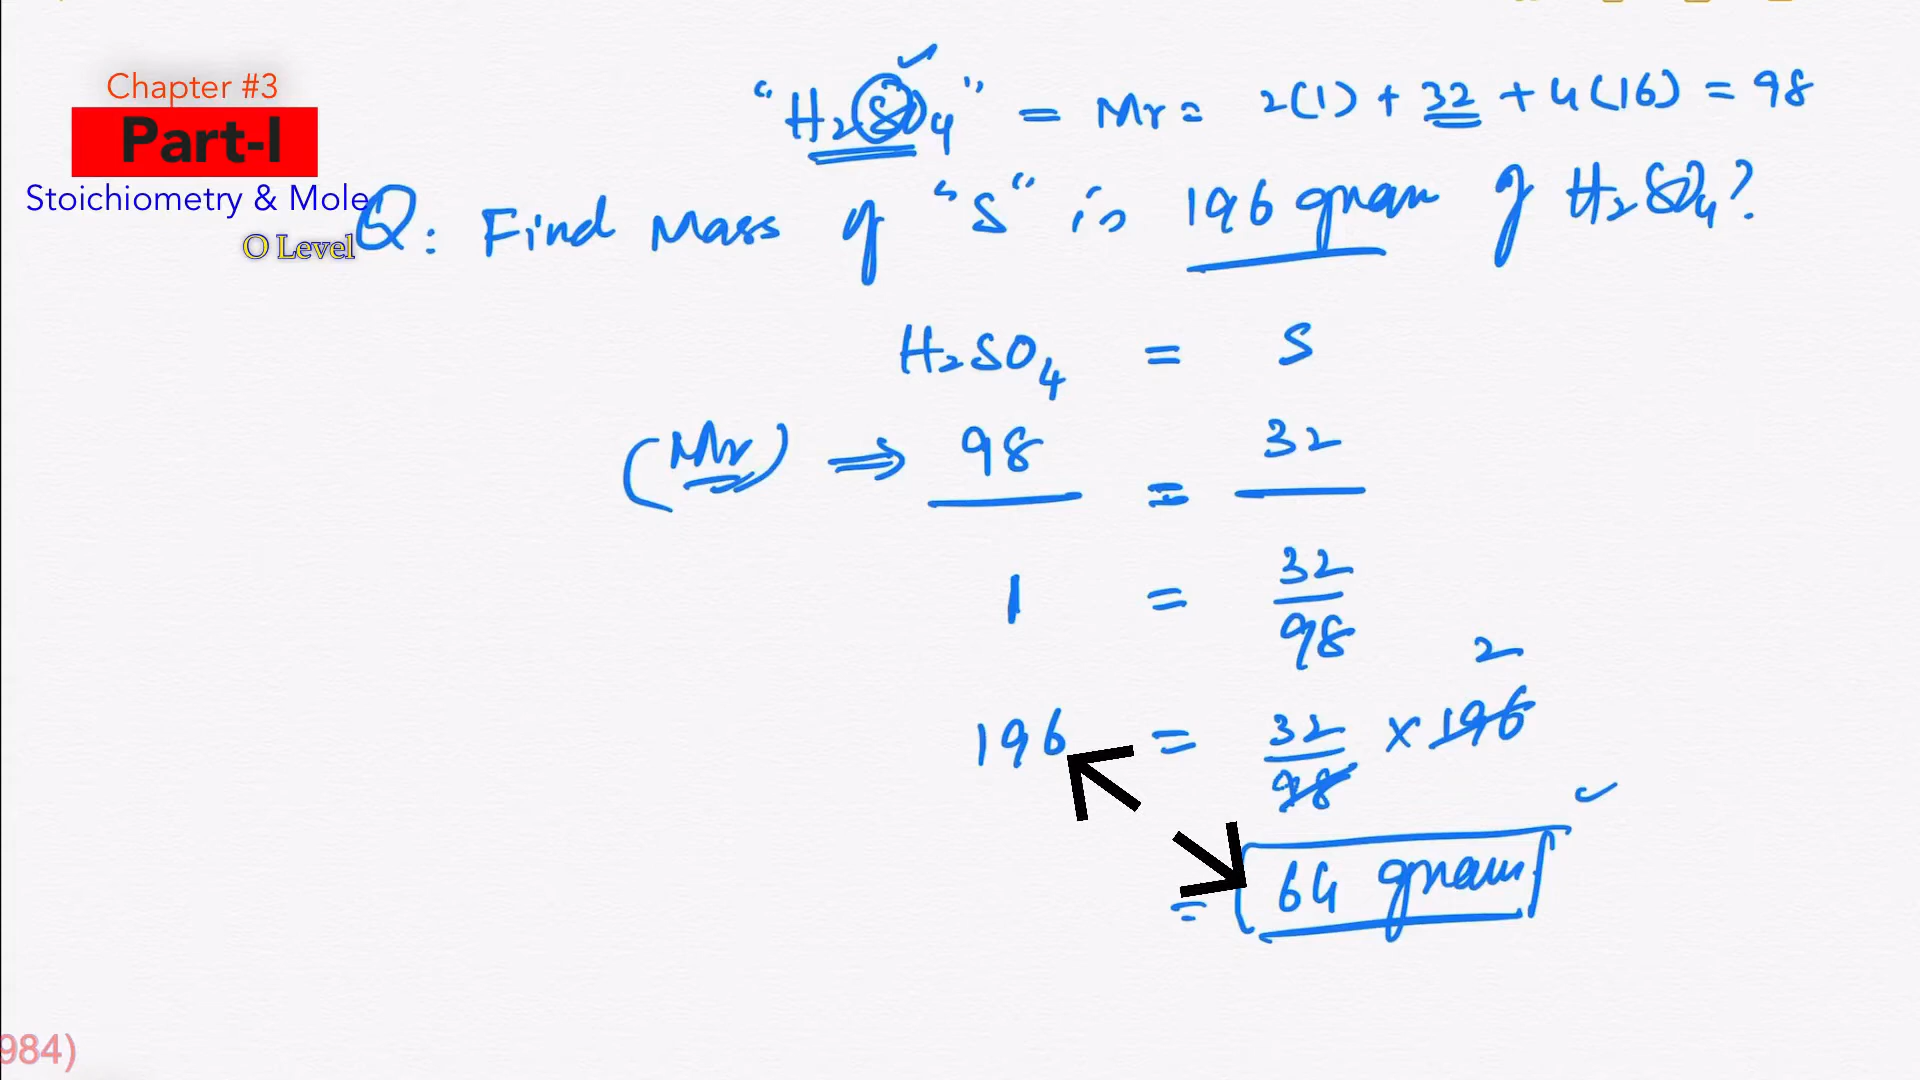 Chapter #3
Part-I
Stoichiometry & Mole
O Level
"H₂SO₄" = Mr = 2(1) + 32 + 4(16) = 98
Q: Find Mass of "S" is 196 gram of H₂SO₄?
H₂SO₄ = S
(Mr) ⇒ 98 = 32
1 = 32/98
2
196 = 32/98 × 196
= 64 gram
984)